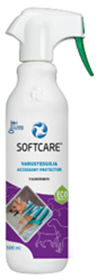 SOFTCARE
VARUSTESUOJA
ACCESSORY PROTECTOR
ECO
500 ml